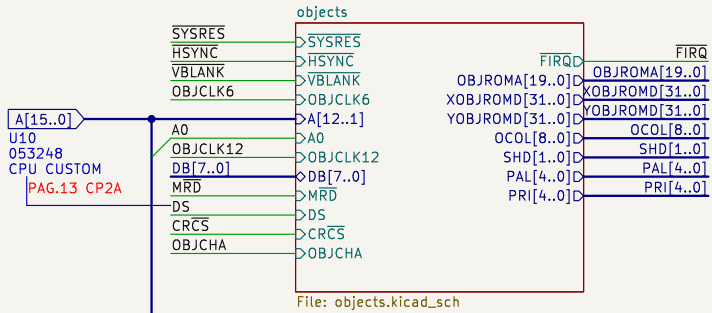 objects
SYSRES
HSYNC
VBLANK
OBJCLK6
A[15..0]
U10
053248
CPU CUSTOM
PAG.13 CP2A
A0
OBJCLK12
DB[7..0]
MRD
DS
CRCS
OBJCHA
SYSRES
HSYNC
VBLANK
OBJCLK6
A[12..1]
A0
OBJCLK12
DB[7..0]
MRD
DS
CRCS
OBJCHA
FIRQ
OBJROMA[19..0]
XOBJROMD[31..0]
YOBJROMD[31..0]
OCOL[8..0]
SHD[1..0]
PAL[4..0]
PRI[4..0]
FIRQ
OBJROMA[19..0]
XOBJROMD[31..0]
YOBJROMD[31..0]
OCOL[8..0]
SHD[1..0]
PAL[4..0]
PRI[4..0]
File: objects.kicad_sch